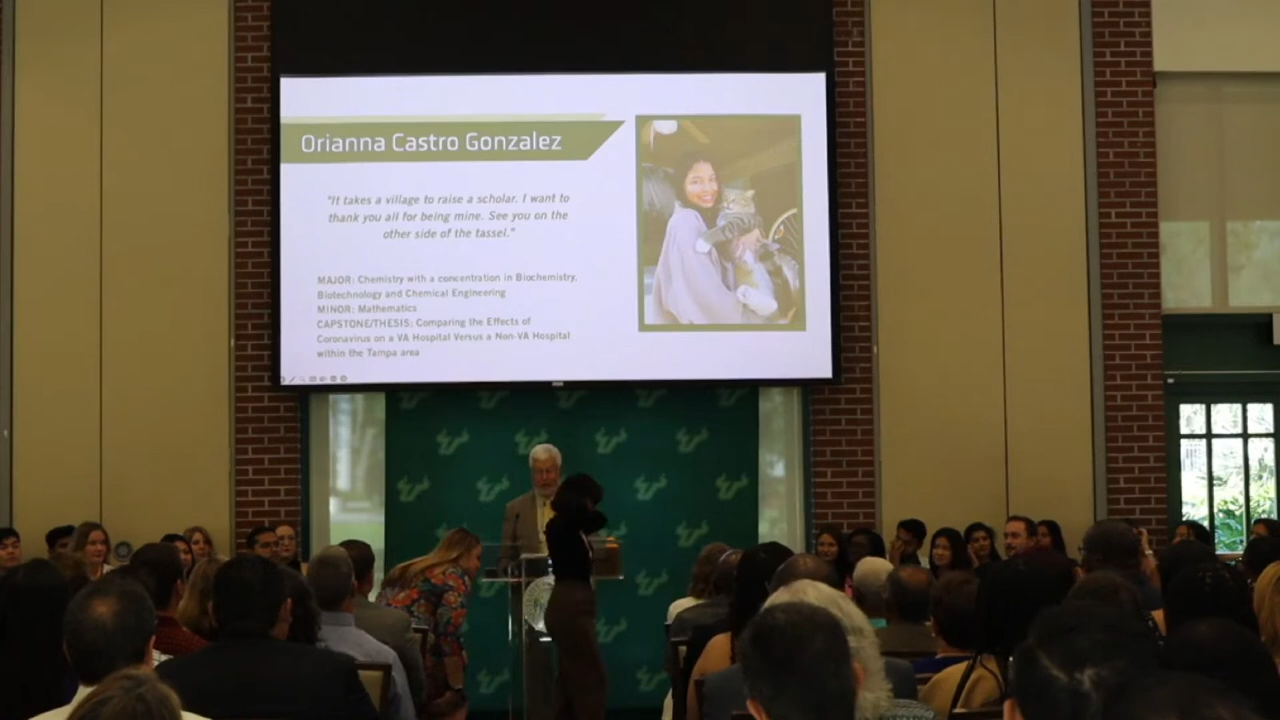 Orianna Castro Gonzalez
"It takes a village to raise a scholar. I want to
thank you all for being mine. See you on the
other side of the tassel."
MAJOR: Chemistry with a concentration in Biochemistry,
Biotechnology and Chemical Engineering
MINOR: Mathematics
CAPSTONE/THESIS: Comparing the Effects of
Coronavirus on a VA Hospital Versus a Non-VA Hospital
within the Tampa area